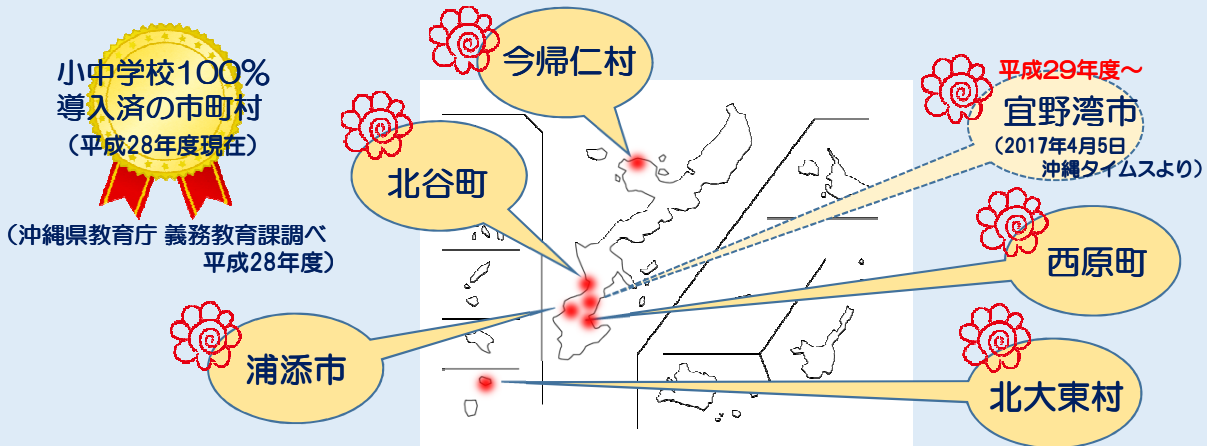 小中学校100%
導入済の市町村
(平成28年度現在)
(沖縄県教育庁 義務教育課調べ
平成28年度)
今帰仁村
北谷町
浦添市
平成29年度~
宜野湾市
(2017年4月5日
沖縄タイムスより)
西原町
北大東村